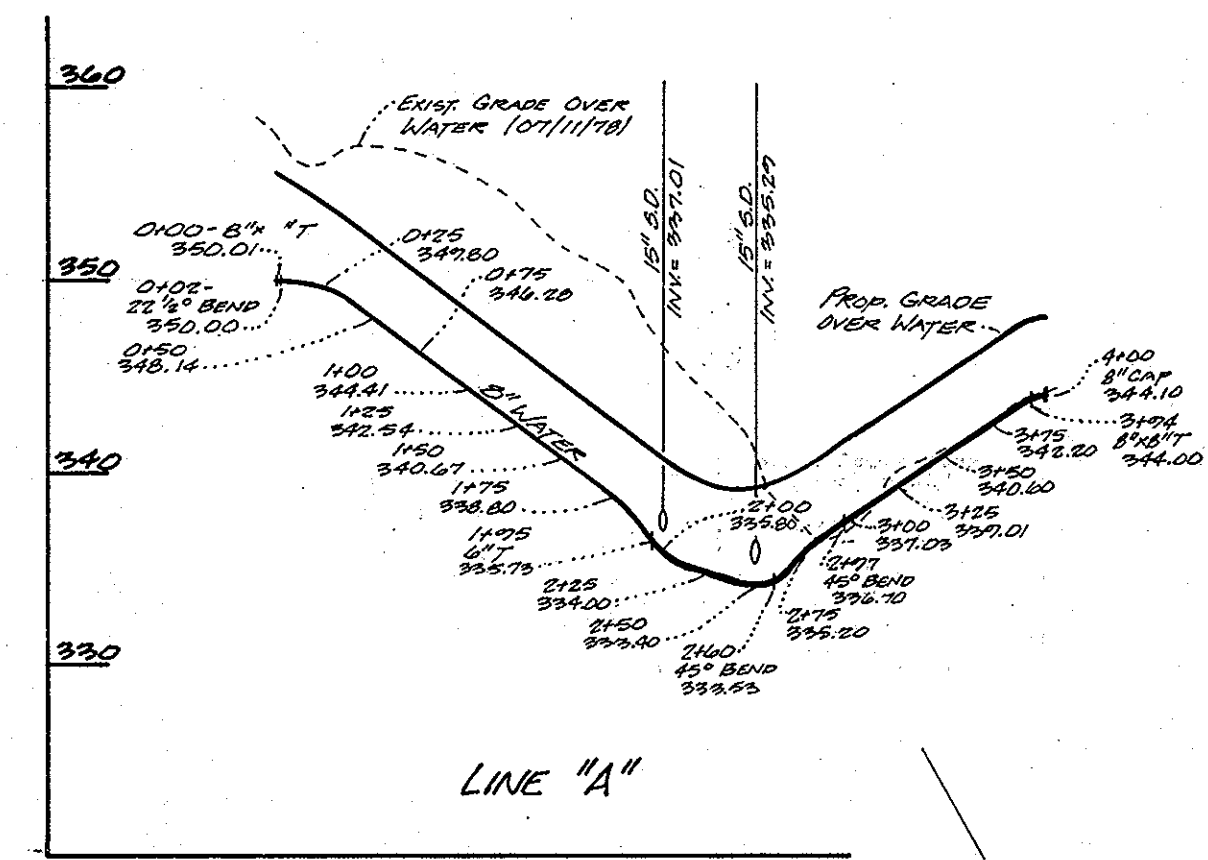 360
EXIST. GRADE OVER
WATER (07/11/78)
15" S.D.
INV. = 337.01
15" S.D.
INV. = 335.29
0+00 - 8"x "T
350.01
350
0+02-
22 1/2° BEND
350.00
0+25
349.80
0+75
346.28
0+50
348.14
PROP. GRADE
OVER WATER
1+00
344.41
8" WATER
1+25
342.54
1+50
340.67
340
1+75
338.80
1+95
6" T
2+00
335.80
2+25
334.00
2+50
333.40
2+60
45° BEND
333.53
2+75
335.20
2+97
45° BEND
336.70
3+00
337.03
3+25
339.01
3+50
340.60
3+75
342.20
3+94
8"x8"T
344.00
4+00
8" CAP
344.10
330
LINE "A"